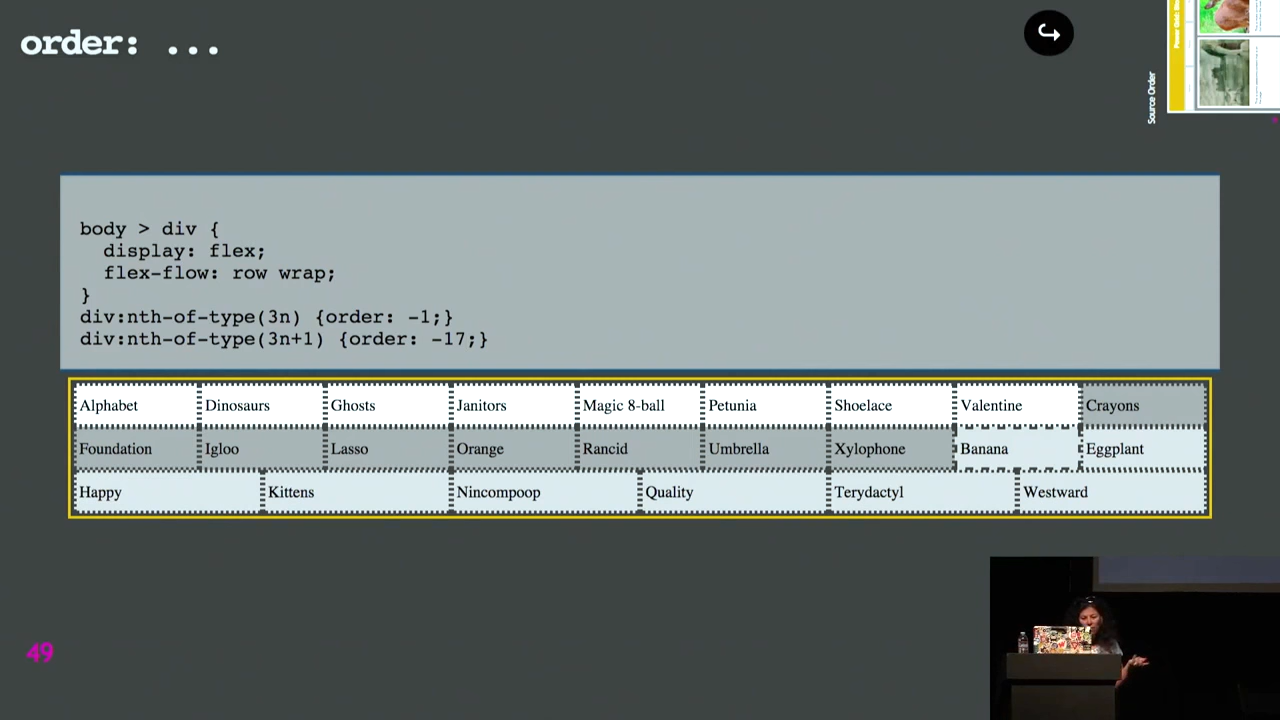 order: ...
Source Order
body > div {
display: flex;
flex-flow: row wrap;
}
div:nth-of-type(3n) {order: -1;}
div:nth-of-type(3n+1) {order: -17;}
Alphabet Dinosaurs Ghosts Janitors Magic 8-ball Petunia Shoelace Valentine Crayons
Foundation Igloo Lasso Orange Rancid Umbrella Xylophone Banana Eggplant
Happy Kittens Nincompoop Quality Terydactyl Westward
49